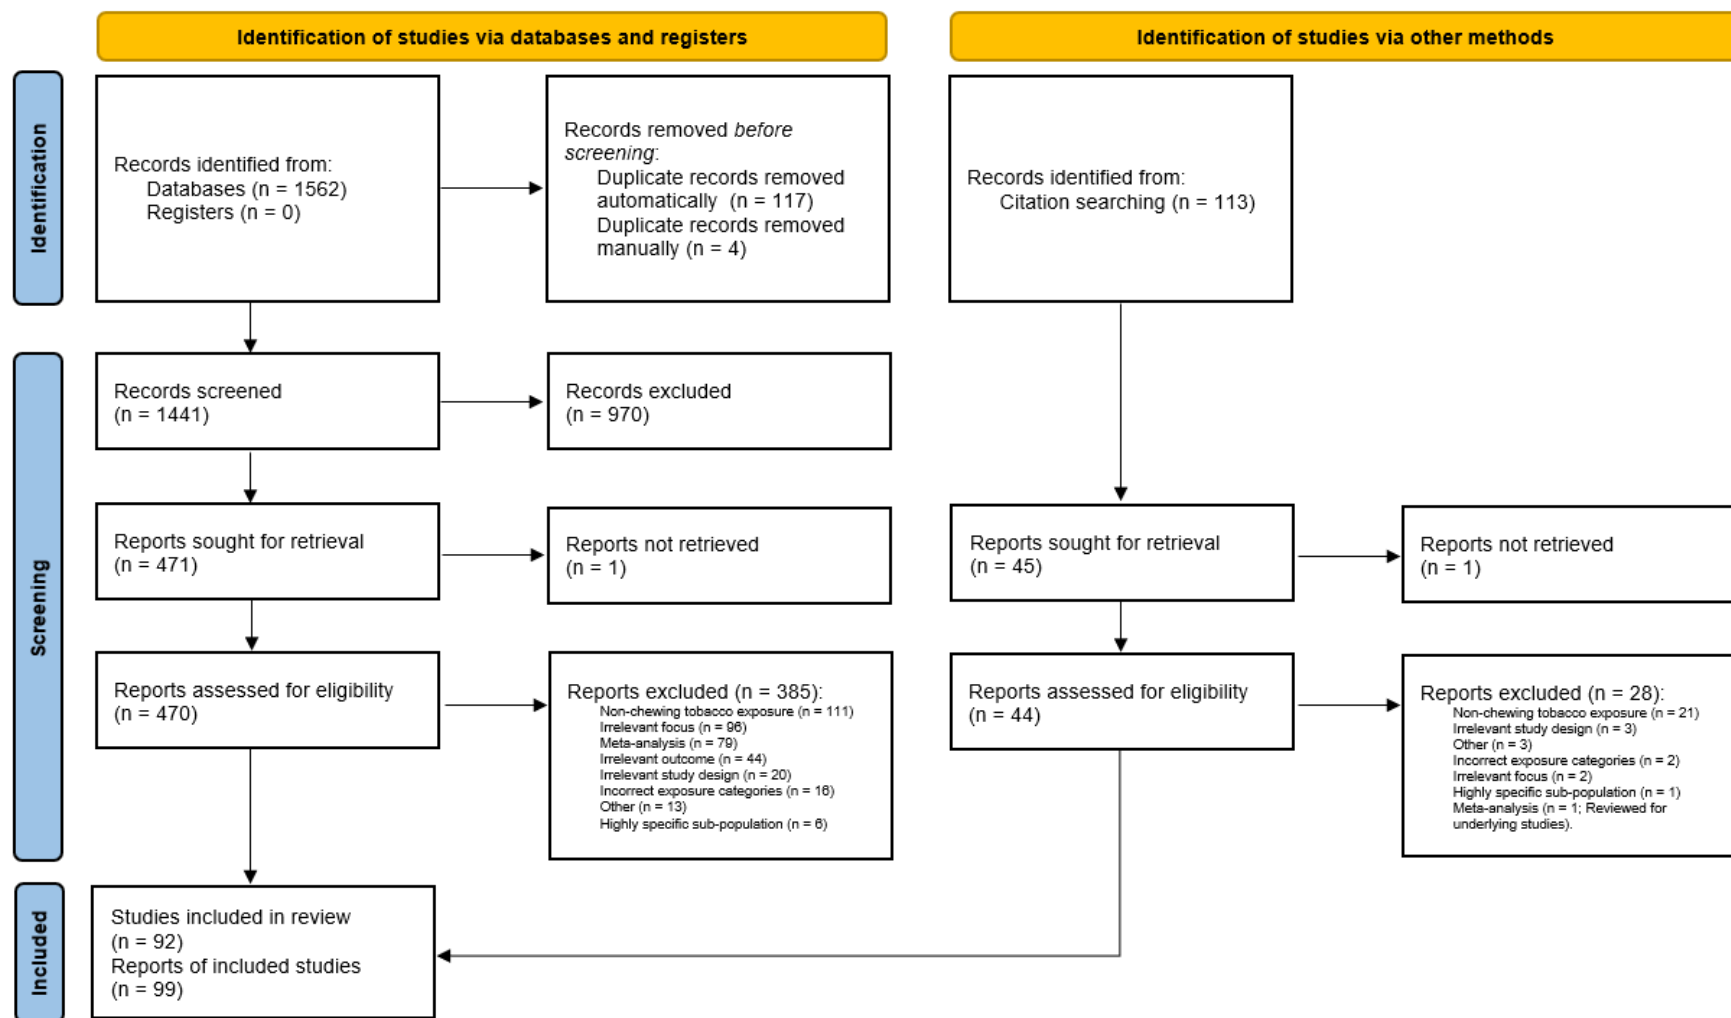 Identification of studies via databases and registers
Identification of studies via other methods
Identification
Records identified from:
Databases (n = 1562)
Registers (n = 0)
Records removed before
screening:
Duplicate records removed
automatically (n = 117)
Duplicate records removed
manually (n = 4)
Records identified from:
Citation searching (n = 113)
Screening
Records screened
(n = 1441)
Records excluded
(n = 970)
Reports sought for retrieval
(n = 471)
Reports not retrieved
(n = 1)
Reports sought for retrieval
(n = 45)
Reports not retrieved
(n = 1)
Reports assessed for eligibility
(n = 470)
Reports excluded (n = 385):
Non-chewing tobacco exposure (n = 111)
Irrelevant focus (n = 96)
Meta-analysis (n = 79)
Irrelevant outcome (n = 44)
Irrelevant study design (n = 20)
Incorrect exposure categories (n = 16)
Other (n = 13)
Highly specific sub-population (n = 6)
Reports assessed for eligibility
(n = 44)
Reports excluded (n = 28):
Non-chewing tobacco exposure (n = 21)
Irrelevant study design (n = 3)
Other (n = 3)
Incorrect exposure categories (n = 2)
Irrelevant focus (n = 2)
Highly specific sub-population (n = 1)
Meta-analysis (n = 1; Reviewed for
underlying studies).
Included
Studies included in review
(n = 92)
Reports of included studies
(n = 99)